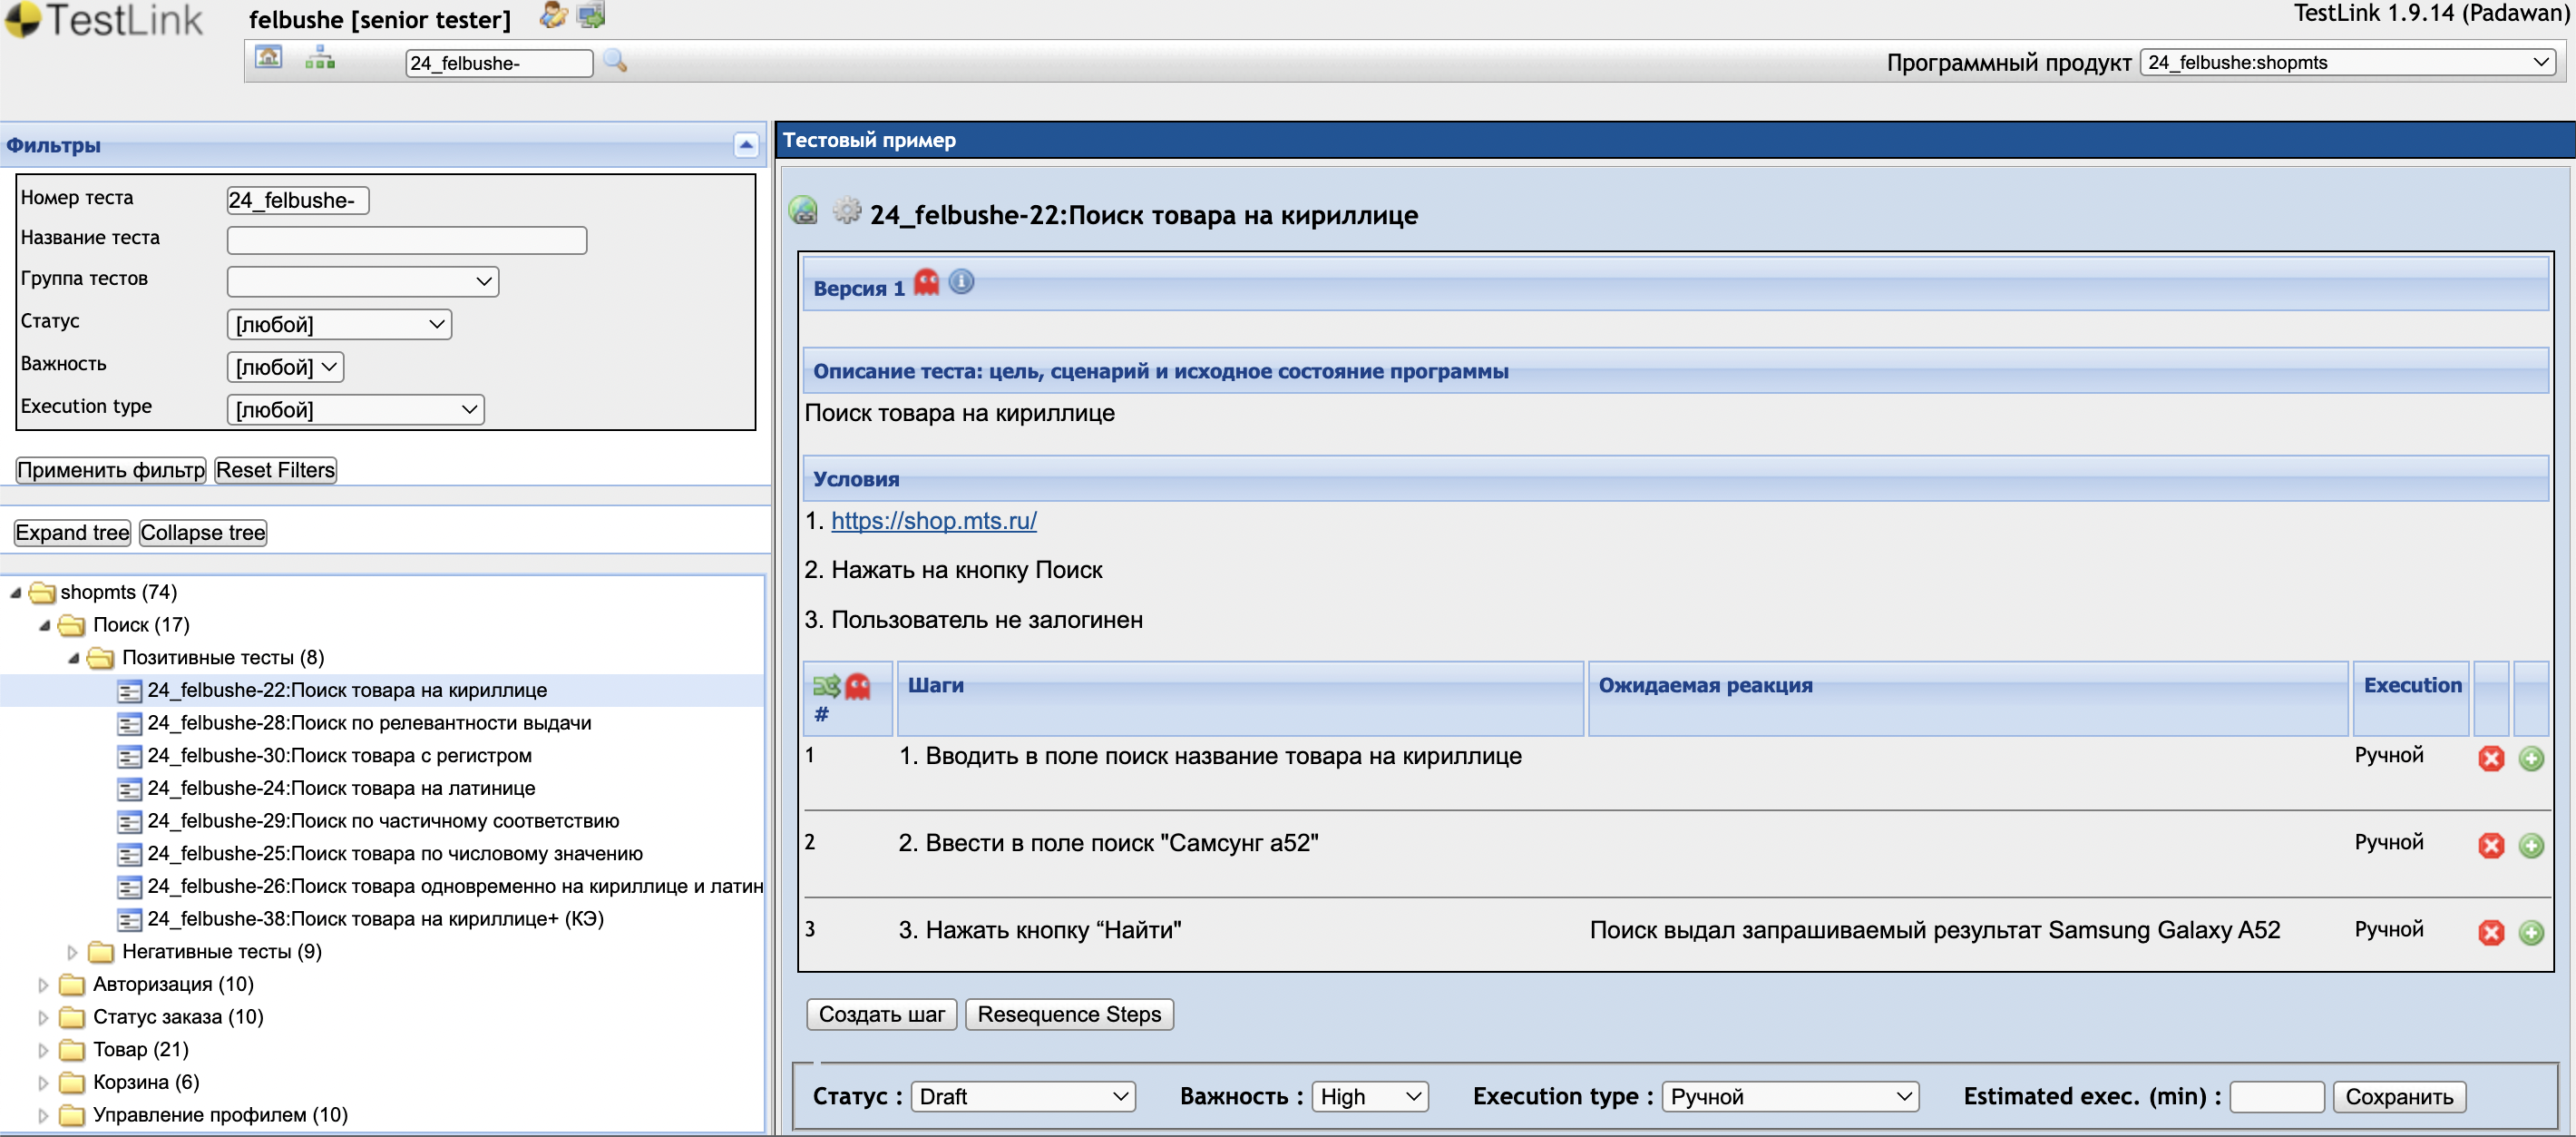 TestLink
felbushe [senior tester]
TestLink 1.9.14 (Padawan)
24_felbushe-
Программный продукт 24_felbushe:shopmts
Фильтры
Номер теста 24_felbushe-
Название теста
Группа тестов
Статус [любой]
Важность [любой]
Execution type [любой]
Применить фильтр Reset Filters
Expand tree Collapse tree
shopmts (74)
Поиск (17)
Позитивные тесты (8)
24_felbushe-22:Поиск товара на кириллице
24_felbushe-28:Поиск по релевантности выдачи
24_felbushe-30:Поиск товара с регистром
24_felbushe-24:Поиск товара на латинице
24_felbushe-29:Поиск по частичному соответствию
24_felbushe-25:Поиск товара по числовому значению
24_felbushe-26:Поиск товара одновременно на кириллице и латин
24_felbushe-38:Поиск товара на кириллице+ (КЭ)
Негативные тесты (9)
Авторизация (10)
Статус заказа (10)
Товар (21)
Корзина (6)
Управление профилем (10)
Тестовый пример
24_felbushe-22:Поиск товара на кириллице
Версия 1
Описание теста: цель, сценарий и исходное состояние программы
Поиск товара на кириллице
Условия
1. https://shop.mts.ru/
2. Нажать на кнопку Поиск
3. Пользователь не залогинен
# Шаги Ожидаемая реакция Execution
1 1. Вводить в поле поиск название товара на кириллице Ручной
2 2. Ввести в поле поиск "Самсунг а52" Ручной
3 3. Нажать кнопку “Найти" Поиск выдал запрашиваемый результат Samsung Galaxy A52 Ручной
Создать шаг Resequence Steps
Статус : Draft Важность : High Execution type : Ручной Estimated exec. (min) : Сохранить